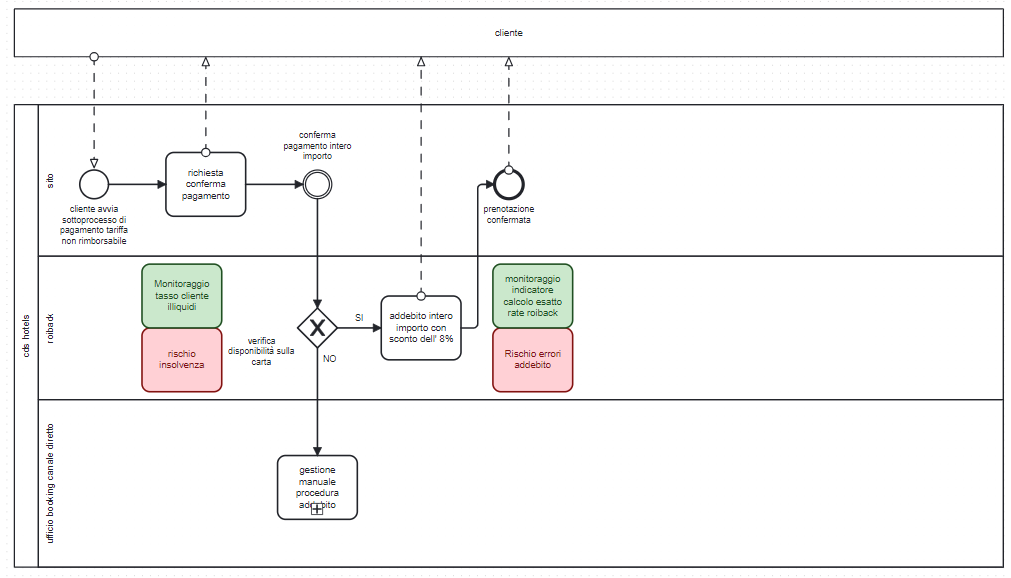 cliente
cds hotels
sito
cliente avvia
sottoprocesso di
pagamento tariffa
non rimborsabile
richiesta
conferma
pagamento
conferma
pagamento intero
importo
prenotazione
confermata
roiback
Monitoraggio
tasso cliente
illiquidi
rischio
insolvenza
verifica
disponibilità sulla
carta
SI
NO
addebito intero
importo con
sconto dell' 8%
monitoraggio
indicatore
calcolo esatto
rate roiback
Rischio errori
addebito
ufficio booking canale diretto
gestione
manuale
procedura
addebito